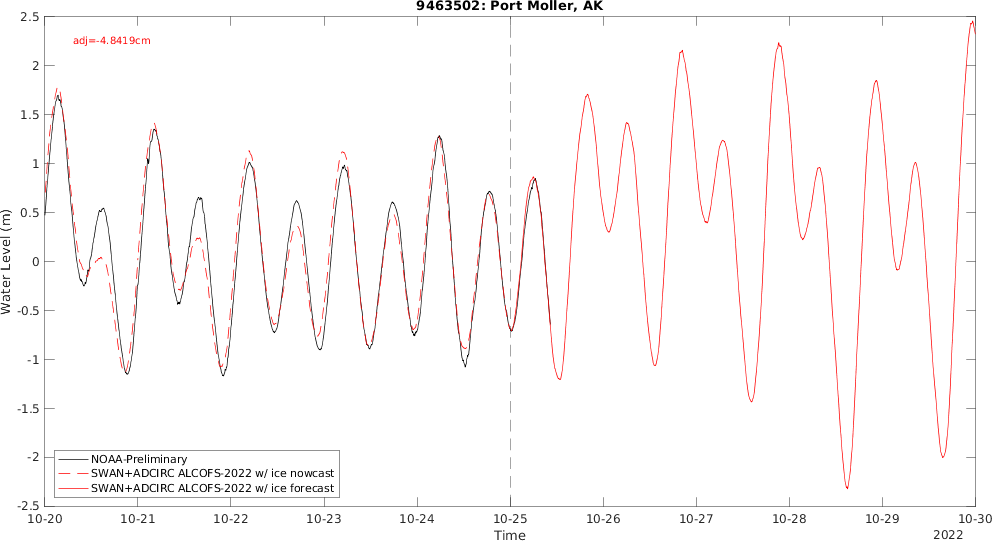 9463502: Port Moller, AK
adj=-4.8419cm
2.5
2
1.5
1
0.5
0
-0.5
-1
-1.5
-2
-2.5
Water Level (m)
NOAA-Preliminary
SWAN+ADCIRC ALCOFS-2022 w/ ice nowcast
SWAN+ADCIRC ALCOFS-2022 w/ ice forecast
10-20 10-21 10-22 10-23 10-24 10-25 10-26 10-27 10-28 10-29 10-30
Time
2022